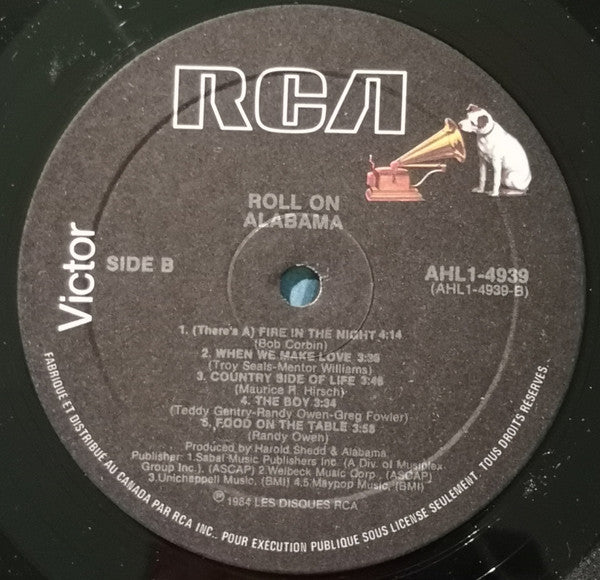 RCA
Victor
ROLL ON
ALABAMA
SIDE B
AHL1-4939
(AHL1-4939-B)
1. (There's A) FIRE IN THE NIGHT 4:14
(Bob Corbin)
2. WHEN WE MAKE LOVE 3:36
(Troy Seals-Mentor Williams)
3. COUNTRY SIDE OF LIFE 3:46
(Maurice R. Hirsch)
4. THE BOY 3:34
(Teddy Gentry-Randy Owen-Greg Fowler)
5. FOOD ON THE TABLE 3:58
(Randy Owen)
Produced by Harold Shedd & Alabama
Publisher: 1.Sabal Music Publishers Inc. (A Div. of Musiplex
Group Inc.), (ASCAP) 2.Welbeck Music Corp., (ASCAP)
3.Unichappell Music, (BMI) 4.5.Maypop Music, (BMI)
℗ 1984 LES DISQUES RCA
FABRIQUE ET DISTRIBUE AU CANADA PAR RCA INC.. POUR EXECUTION PUBLIQUE SOUS LICENSE SEULEMENT. TOUS DROITS RÉSERVES.